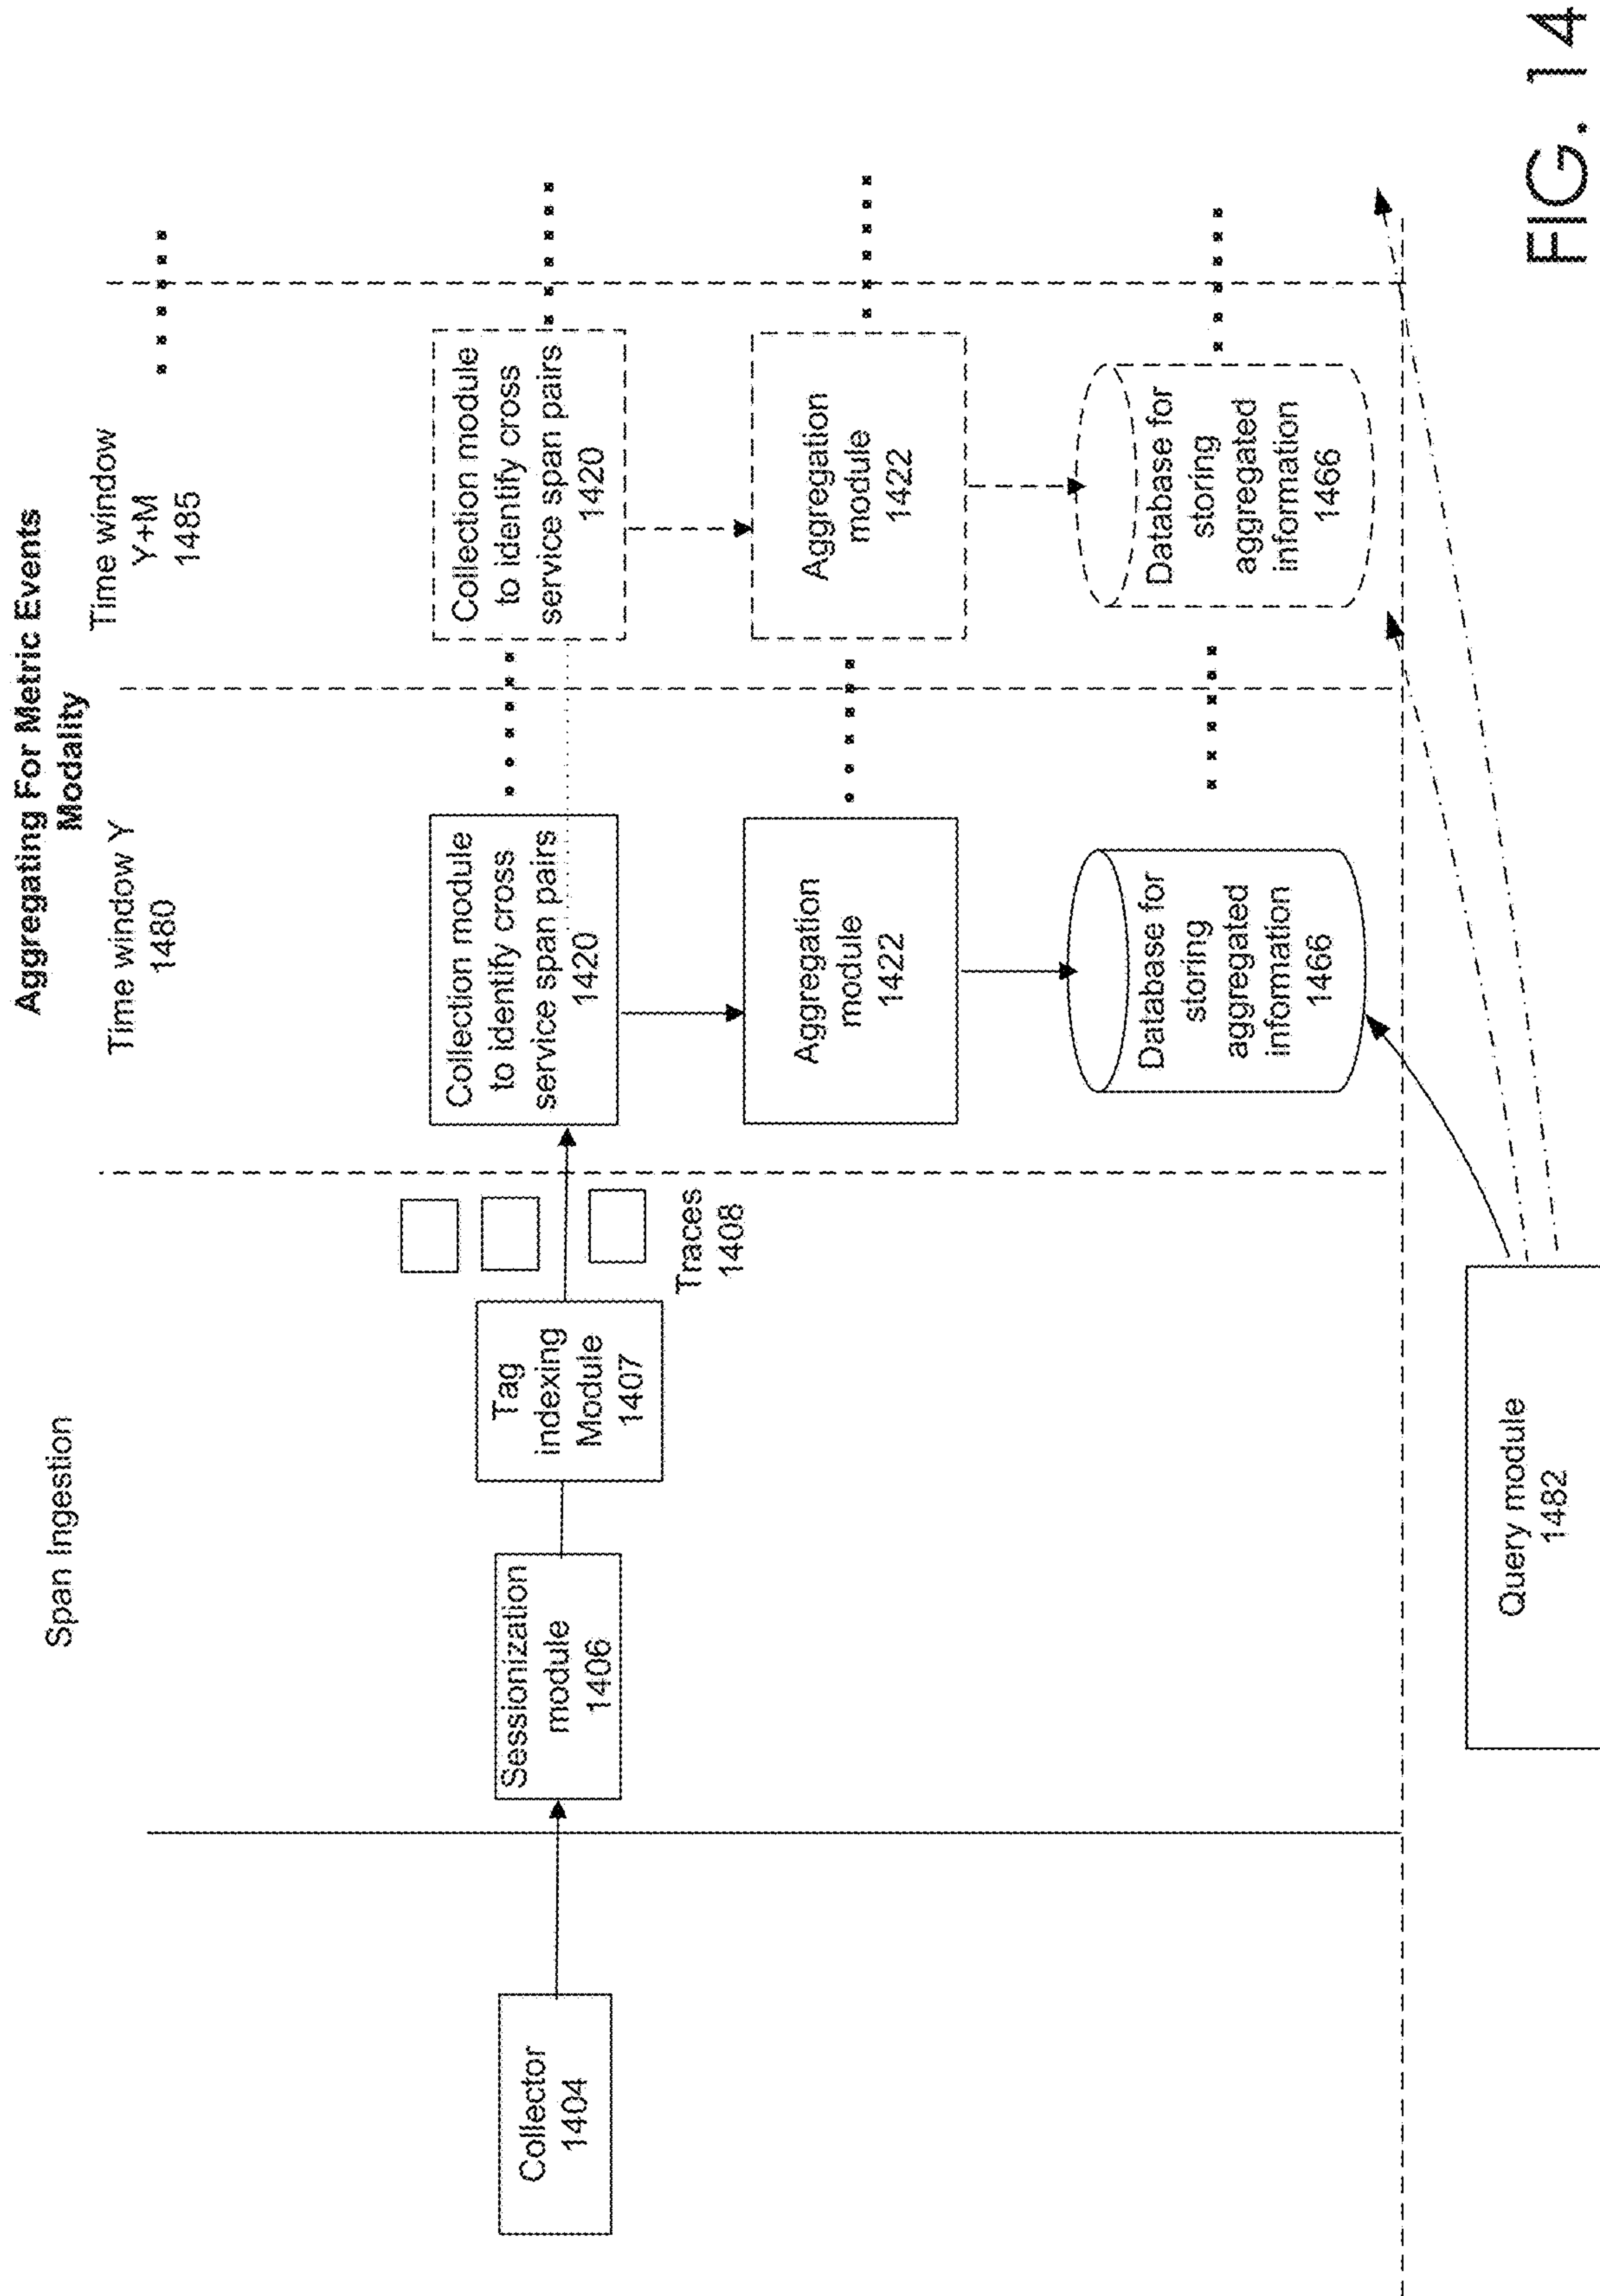 Aggregating For Metric Events
Modality
Span Ingestion
Time window Y
1480
Time window
Y+M
1485
Collector
1404
Sessionization
module
1406
Tag
indexing
Module
1407
Traces
1408
Collection module
to identify cross
service span pairs
1420
Collection module
to identify cross
service span pairs
1420
Aggregation
module
1422
Aggregation
module
1422
Database for
storing
aggregated
information
1466
Database for
storing
aggregated
information
1466
Query module
1482
FIG. 14